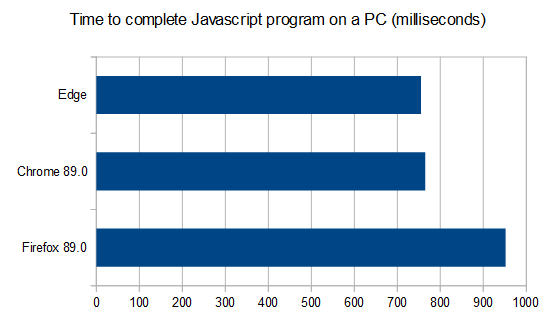 Time to complete Javascript program on a PC (milliseconds)
Edge
Chrome 89.0
Firefox 89.0
0 100 200 300 400 500 600 700 800 900 1000